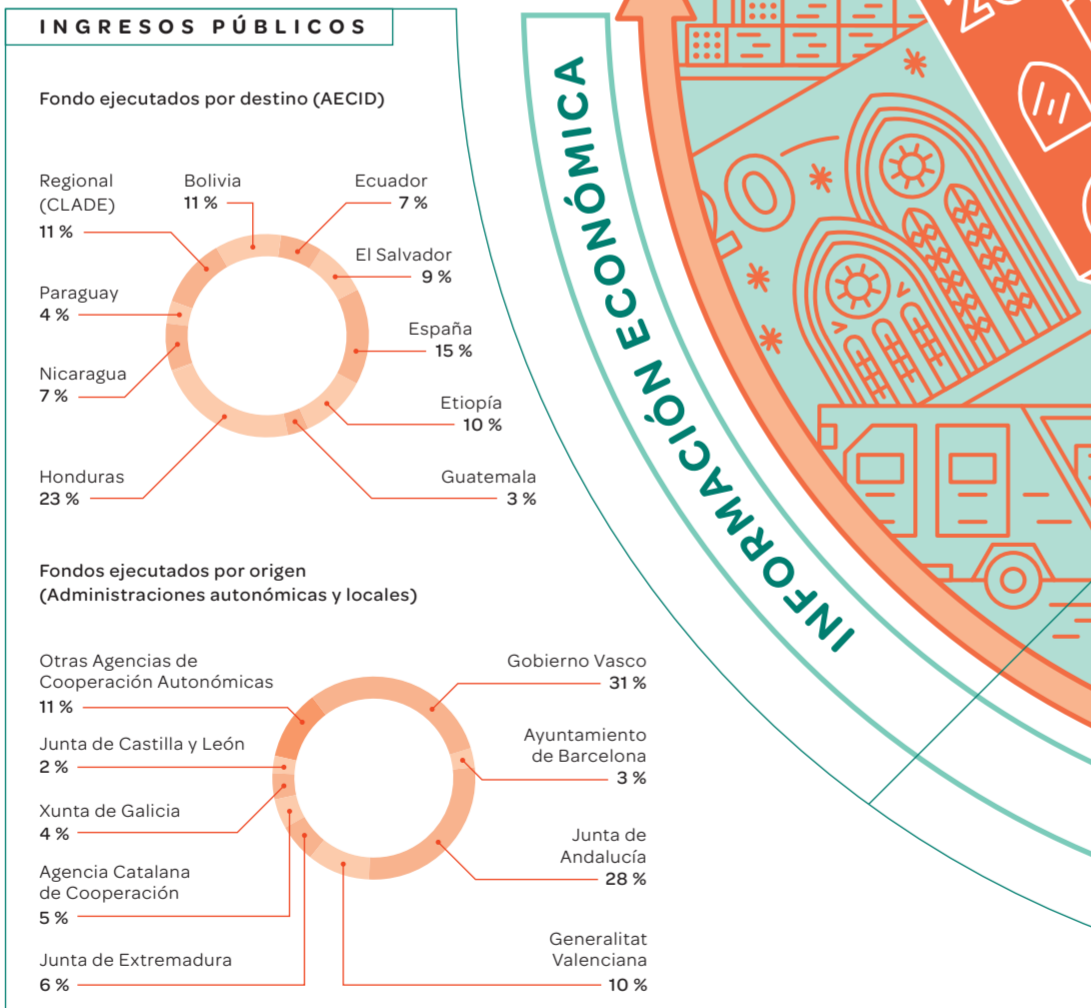 INGRESOS PÚBLICOS
Fondo ejecutados por destino (AECID)
Regional
(CLADE)
11 %
Bolivia
11 %
Ecuador
7 %
El Salvador
9 %
España
15 %
Etiopía
10 %
Guatemala
3 %
Honduras
23 %
Nicaragua
7 %
Paraguay
4 %
Fondos ejecutados por origen
(Administraciones autonómicas y locales)
Otras Agencias de
Cooperación Autonómicas
11 %
Junta de Castilla y León
2 %
Xunta de Galicia
4 %
Agencia Catalana
de Cooperación
5 %
Junta de Extremadura
6 %
Gobierno Vasco
31 %
Ayuntamiento
de Barcelona
3 %
Junta de
Andalucía
28 %
Generalitat
Valenciana
10 %
INFORMACIÓN ECONÓMICA